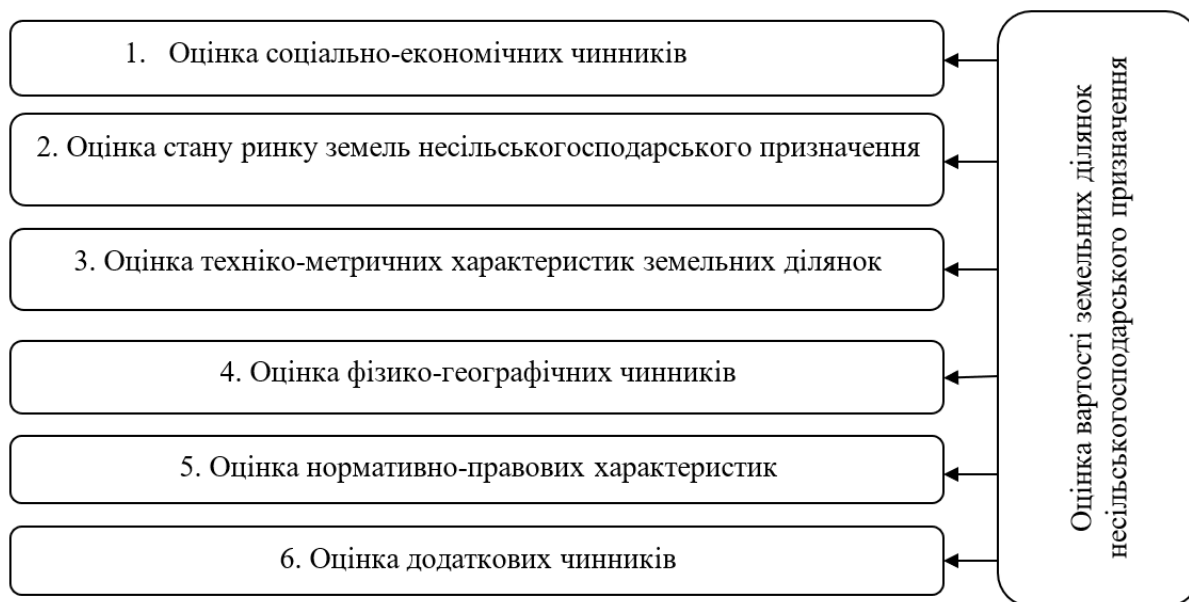 1. Оцінка соціально-економічних чинників
2. Оцінка стану ринку земель несільськогосподарського призначення
3. Оцінка техніко-метричних характеристик земельних ділянок
4. Оцінка фізико-географічних чинників
5. Оцінка нормативно-правових характеристик
6. Оцінка додаткових чинників
Оцінка вартості земельних ділянок
несільськогосподарського призначення